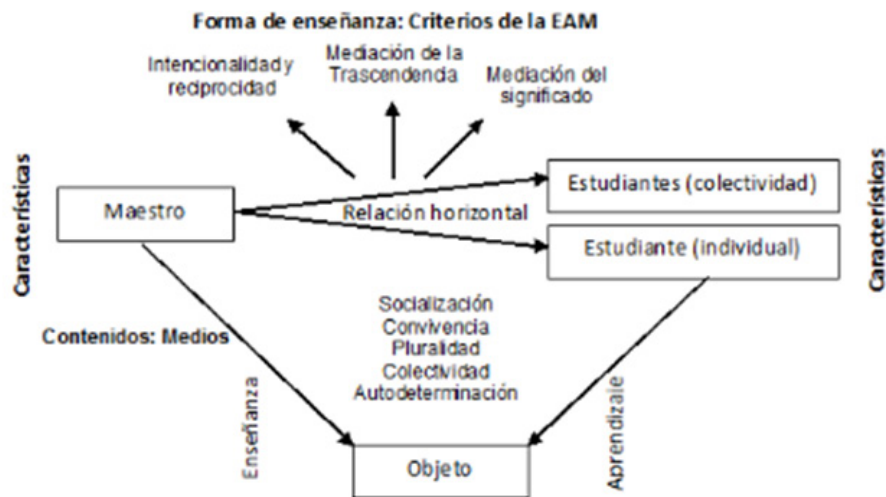 Forma de enseñanza: Criterios de la EAM
Intencionalidad y
reciprocidad
Mediación de la
Trascendencia
Mediación del
significado
Características
Maestro
Relación horizontal
Estudiantes (colectividad)
Estudiante (individual)
Características
Contenidos: Medios
Socialización
Convivencia
Pluralidad
Colectividad
Autodeterminación
Enseñanza
Aprendizaje
Objeto